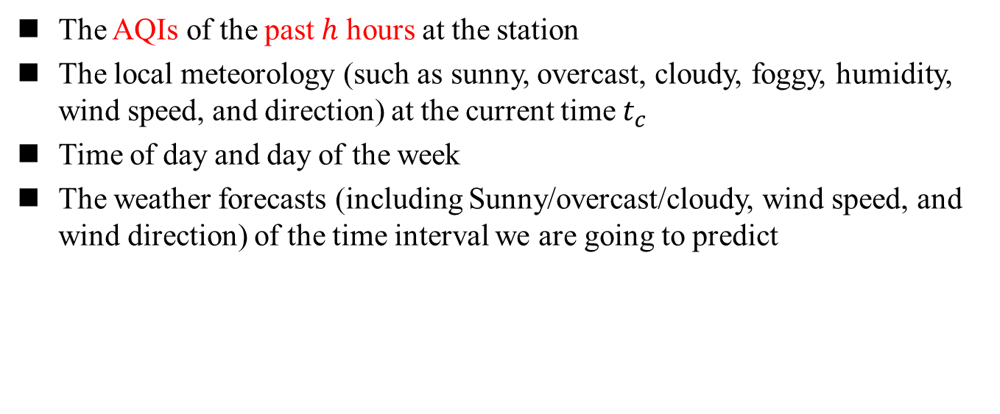 ■ The AQIs of the past ℎ hours at the station
■ The local meteorology (such as sunny, overcast, cloudy, foggy, humidity,
wind speed, and direction) at the current time 𝑡𝑐
■ Time of day and day of the week
■ The weather forecasts (including Sunny/overcast/cloudy, wind speed, and
wind direction) of the time interval we are going to predict